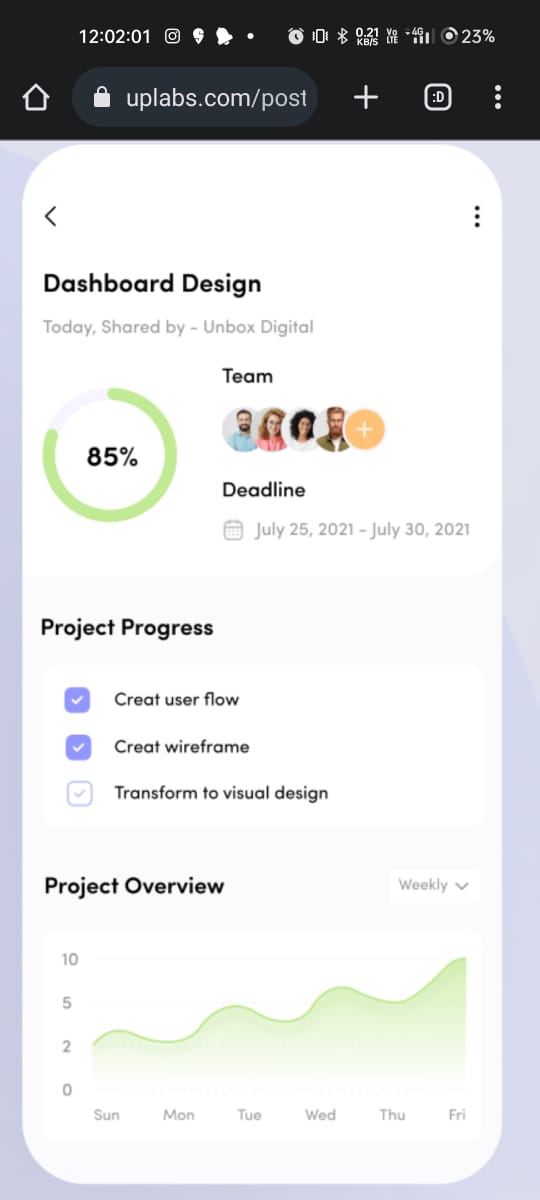 12:02:01
0.21 KB/S
Vo LTE
4G
23%
uplabs.com/post
:D
Dashboard Design
Today, Shared by - Unbox Digital
Team
85%
Deadline
July 25, 2021 - July 30, 2021
Project Progress
Creat user flow
Creat wireframe
Transform to visual design
Project Overview
Weekly
10
5
2
0
Sun Mon Tue Wed Thu Fri